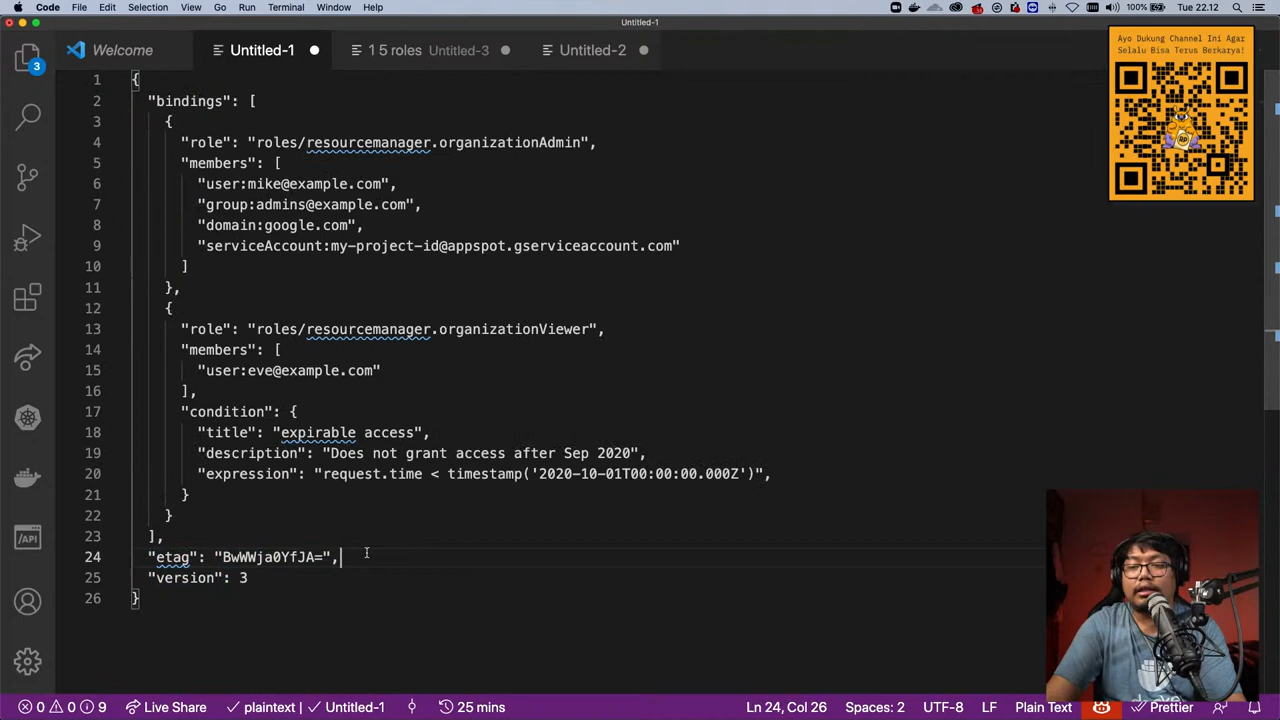 Code File Edit Selection View Go Run Terminal Window Help
100% Tue 22.12
Untitled-1
Welcome
Untitled-1
1 5 roles Untitled-3
Untitled-2
Ayo Dukung Channel Ini Agar
Selalu Bisa Terus Berkarya!
3
1 {
2 "bindings": [
3 {
4 "role": "roles/resourcemanager.organizationAdmin",
5 "members": [
6 "user:mike@example.com",
7 "group:admins@example.com",
8 "domain:google.com",
9 "serviceAccount:my-project-id@appspot.gserviceaccount.com"
10 ]
11 },
12 {
13 "role": "roles/resourcemanager.organizationViewer",
14 "members": [
15 "user:eve@example.com"
16 ],
17 "condition": {
18 "title": "expirable access",
19 "description": "Does not grant access after Sep 2020",
20 "expression": "request.time < timestamp('2020-10-01T00:00:00.000Z')",
21 }
22 }
23 ],
24 "etag": "BwWWja0YfJA=",
25 "version": 3
26 }
/API
0 0 9 Live Share plaintext | Untitled-1 25 mins Ln 24, Col 26 Spaces: 2 UTF-8 LF Plain Text Prettier